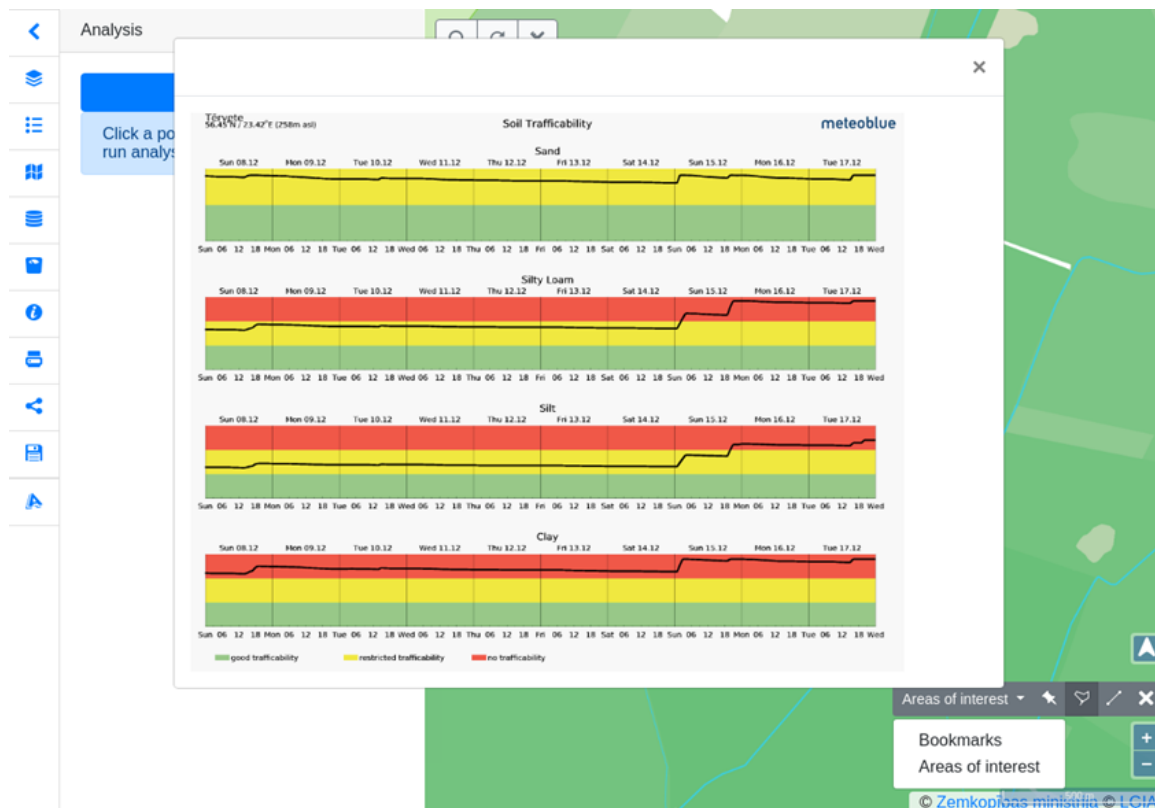 Analysis
Click a po
run analys
×
Tērvete
56.45°N / 23.42°E (258m asl)
Soil Trafficability
meteoblue
Sand
Sun 08.12 Mon 09.12 Tue 10.12 Wed 11.12 Thu 12.12 Fri 13.12 Sat 14.12 Sun 15.12 Mon 16.12 Tue 17.12
Sun 06 12 18 Mon 06 12 18 Tue 06 12 18 Wed 06 12 18 Thu 06 12 18 Fri 06 12 18 Sat 06 12 18 Sun 06 12 18 Mon 06 12 18 Tue 06 12 18 Wed
Silty Loam
Sun 08.12 Mon 09.12 Tue 10.12 Wed 11.12 Thu 12.12 Fri 13.12 Sat 14.12 Sun 15.12 Mon 16.12 Tue 17.12
Sun 06 12 18 Mon 06 12 18 Tue 06 12 18 Wed 06 12 18 Thu 06 12 18 Fri 06 12 18 Sat 06 12 18 Sun 06 12 18 Mon 06 12 18 Tue 06 12 18 Wed
Silt
Sun 08.12 Mon 09.12 Tue 10.12 Wed 11.12 Thu 12.12 Fri 13.12 Sat 14.12 Sun 15.12 Mon 16.12 Tue 17.12
Sun 06 12 18 Mon 06 12 18 Tue 06 12 18 Wed 06 12 18 Thu 06 12 18 Fri 06 12 18 Sat 06 12 18 Sun 06 12 18 Mon 06 12 18 Tue 06 12 18 Wed
Clay
Sun 08.12 Mon 09.12 Tue 10.12 Wed 11.12 Thu 12.12 Fri 13.12 Sat 14.12 Sun 15.12 Mon 16.12 Tue 17.12
Sun 06 12 18 Mon 06 12 18 Tue 06 12 18 Wed 06 12 18 Thu 06 12 18 Fri 06 12 18 Sat 06 12 18 Sun 06 12 18 Mon 06 12 18 Tue 06 12 18 Wed
good trafficability restricted trafficability no trafficability
Areas of interest
Bookmarks
Areas of interest
© Zemkopības ministrija © LĢIA